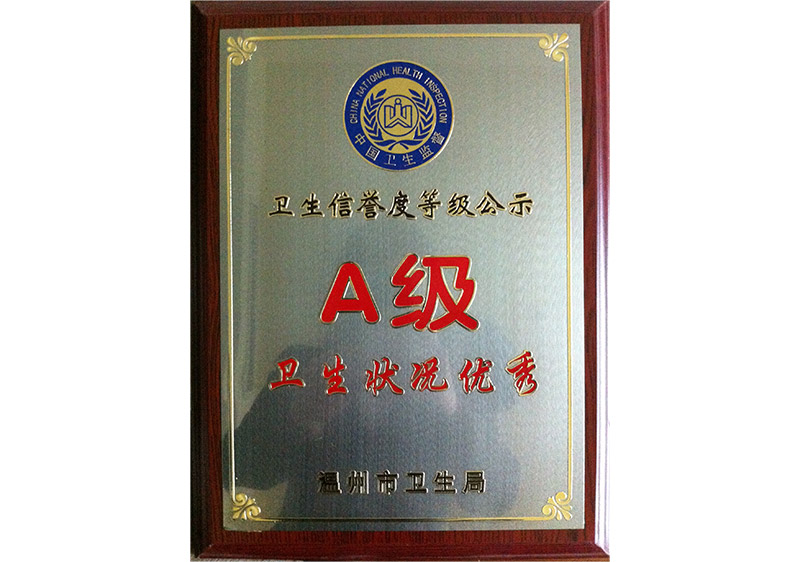 CHINA NATIONAL HEALTH INSPECTION
中国卫生监督
卫生信誉度等级公示
A级
卫生状况优秀
温州市卫生局